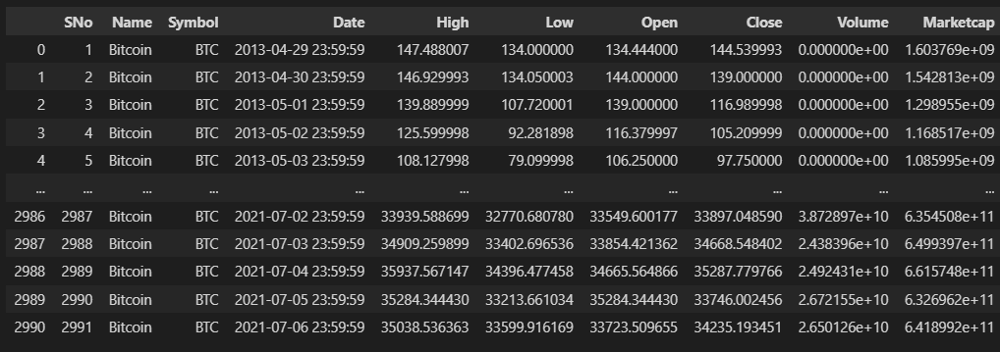 SNo Name Symbol Date High Low Open Close Volume Marketcap
0 1 Bitcoin BTC 2013-04-29 23:59:59 147.488007 134.000000 134.444000 144.539993 0.000000e+00 1.603769e+09
1 2 Bitcoin BTC 2013-04-30 23:59:59 146.929993 134.050003 144.000000 139.000000 0.000000e+00 1.542813e+09
2 3 Bitcoin BTC 2013-05-01 23:59:59 139.889999 107.720001 139.000000 116.989998 0.000000e+00 1.298955e+09
3 4 Bitcoin BTC 2013-05-02 23:59:59 125.599998 92.281898 116.379997 105.209999 0.000000e+00 1.168517e+09
4 5 Bitcoin BTC 2013-05-03 23:59:59 108.127998 79.099998 106.250000 97.750000 0.000000e+00 1.085995e+09
... ... ... ... ... ... ... ... ... ... ...
2986 2987 Bitcoin BTC 2021-07-02 23:59:59 33939.588699 32770.680780 33549.600177 33897.048590 3.872897e+10 6.354508e+11
2987 2988 Bitcoin BTC 2021-07-03 23:59:59 34909.259899 33402.696536 33854.421362 34668.548402 2.438396e+10 6.499397e+11
2988 2989 Bitcoin BTC 2021-07-04 23:59:59 35937.567147 34396.477458 34665.564866 35287.779766 2.492431e+10 6.615748e+11
2989 2990 Bitcoin BTC 2021-07-05 23:59:59 35284.344430 33213.661034 35284.344430 33746.002456 2.672155e+10 6.326962e+11
2990 2991 Bitcoin BTC 2021-07-06 23:59:59 35038.536363 33599.916169 33723.509655 34235.193451 2.650126e+10 6.418992e+11